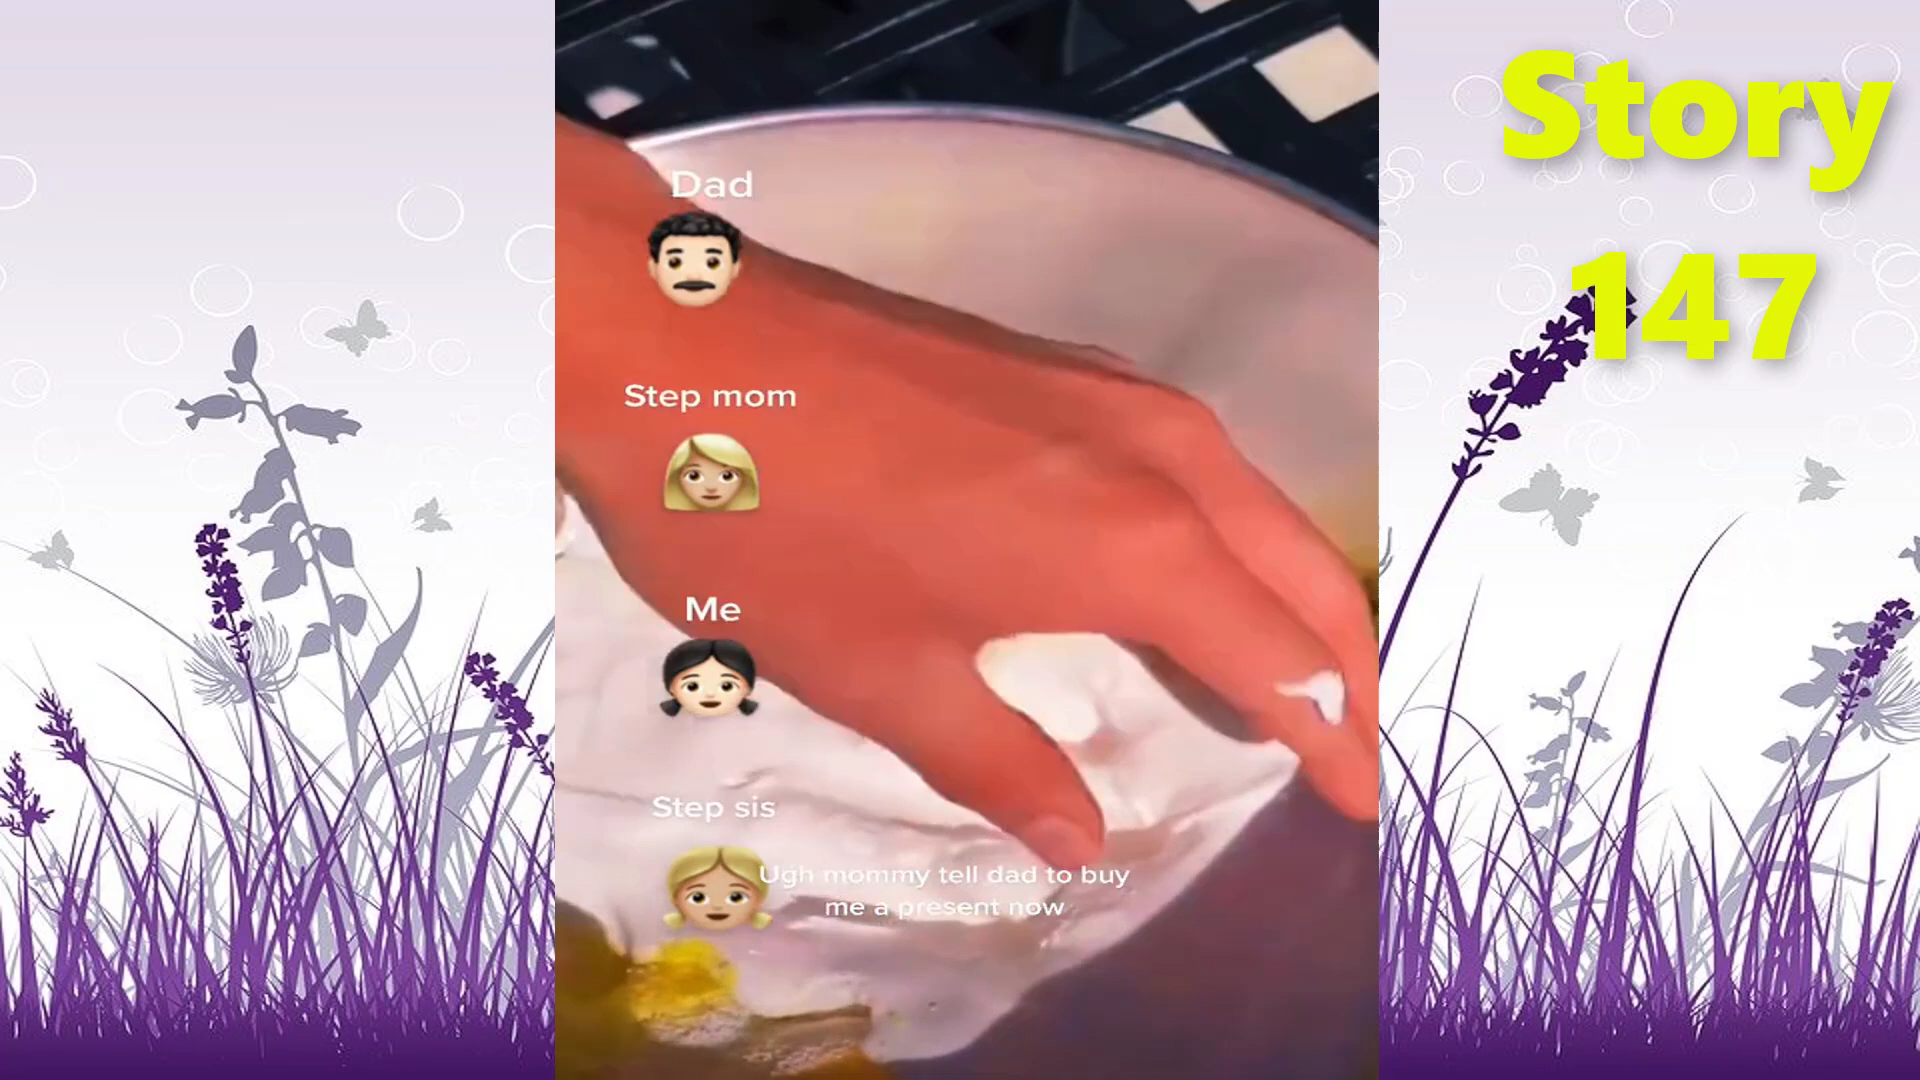 Story
147
Dad
Step mom
Me
Step sis
Ugh mommy tell dad to buy
me a present now